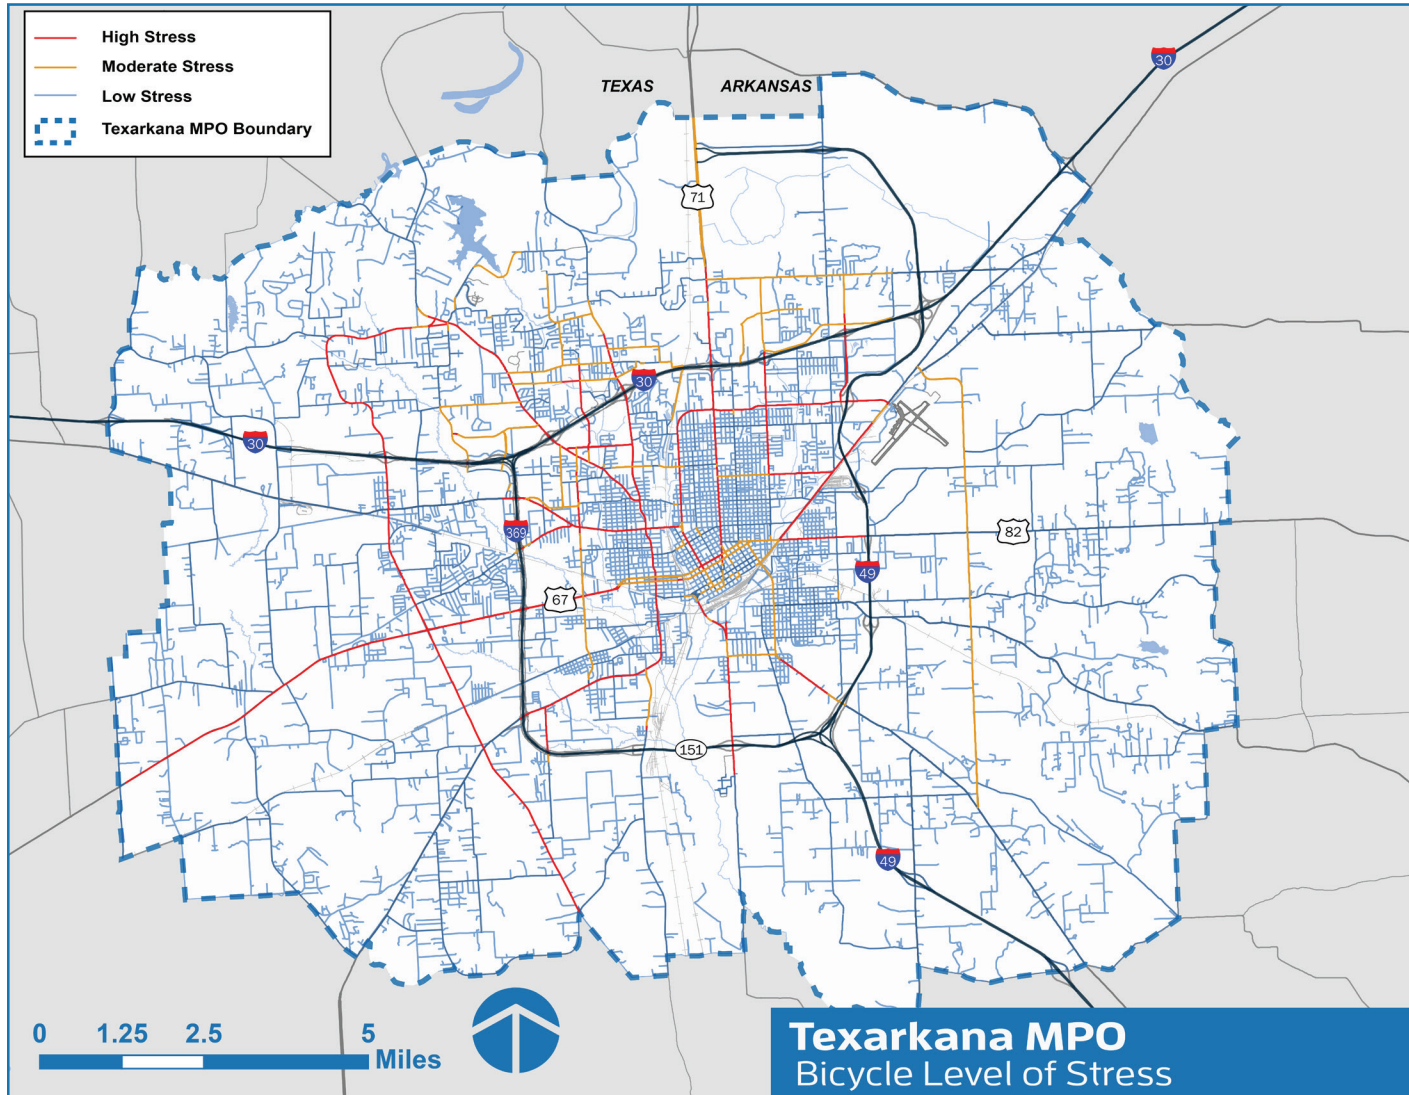 High Stress
Moderate Stress
Low Stress
Texarkana MPO Boundary
TEXAS
ARKANSAS
30
71
30
30
369
82
49
67
151
49
0 1.25 2.5 5
Miles
Texarkana MPO
Bicycle Level of Stress